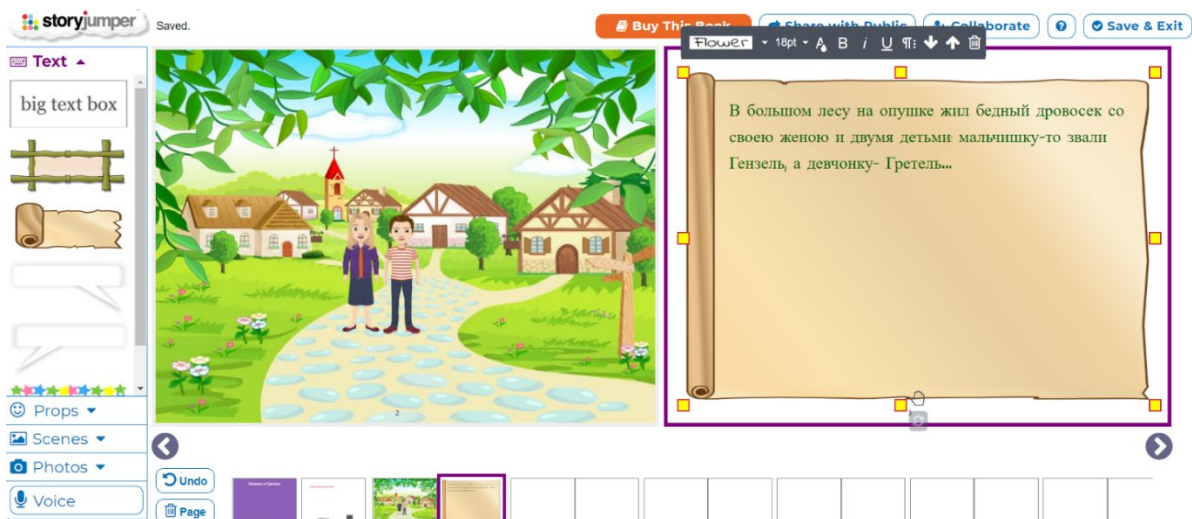 storyjumper
Saved.
Buy This Book
Share with Public
Collaborate
?
Save & Exit
Text
Flower
18pt
A
B
i
U
big text box
В большом лесу на опушке жил бедный дровосек со
своею женою и двумя детьми: мальчишку-то звали
Гензель, а девчонку- Гретель...
2
Props
Scenes
Photos
Voice
Undo
Page